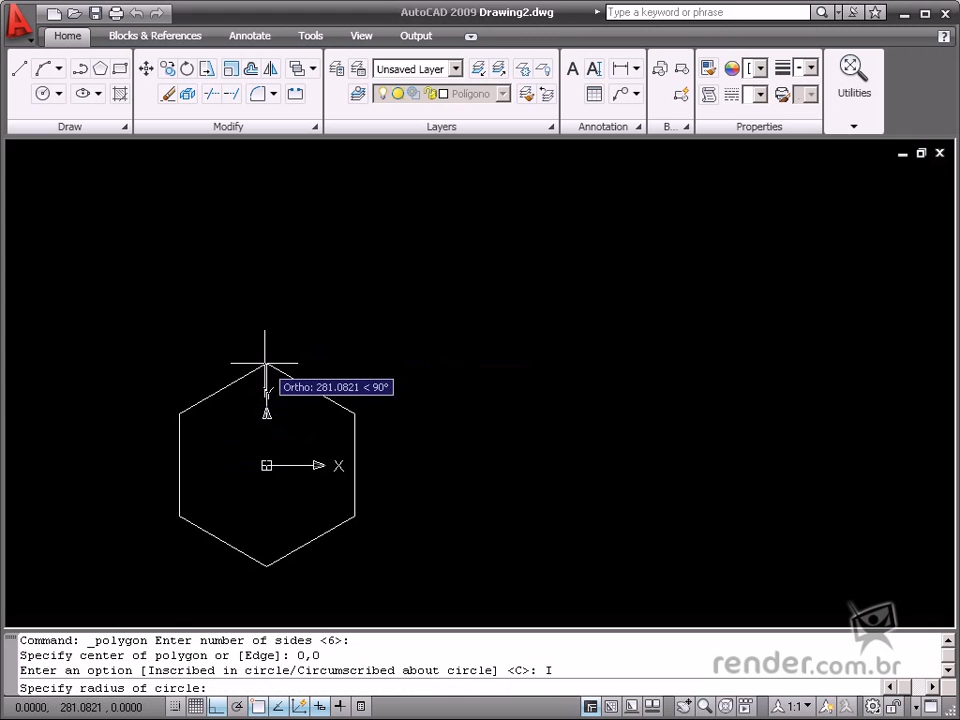 AutoCAD 2009 Drawing2.dwg
Type a keyword or phrase
Home Blocks & References Annotate Tools View Output
Unsaved Layer
Polígono
Utilities
Draw Modify Layers Annotation B... Properties
Ortho: 281.0821 < 90°
Y
X
Command: _polygon Enter number of sides <6>:
Specify center of polygon or [Edge]: 0,0
Enter an option [Inscribed in circle/Circumscribed about circle] <C>: I
Specify radius of circle:
render.com.br
0.0000, 281.0821 , 0.0000
1:1